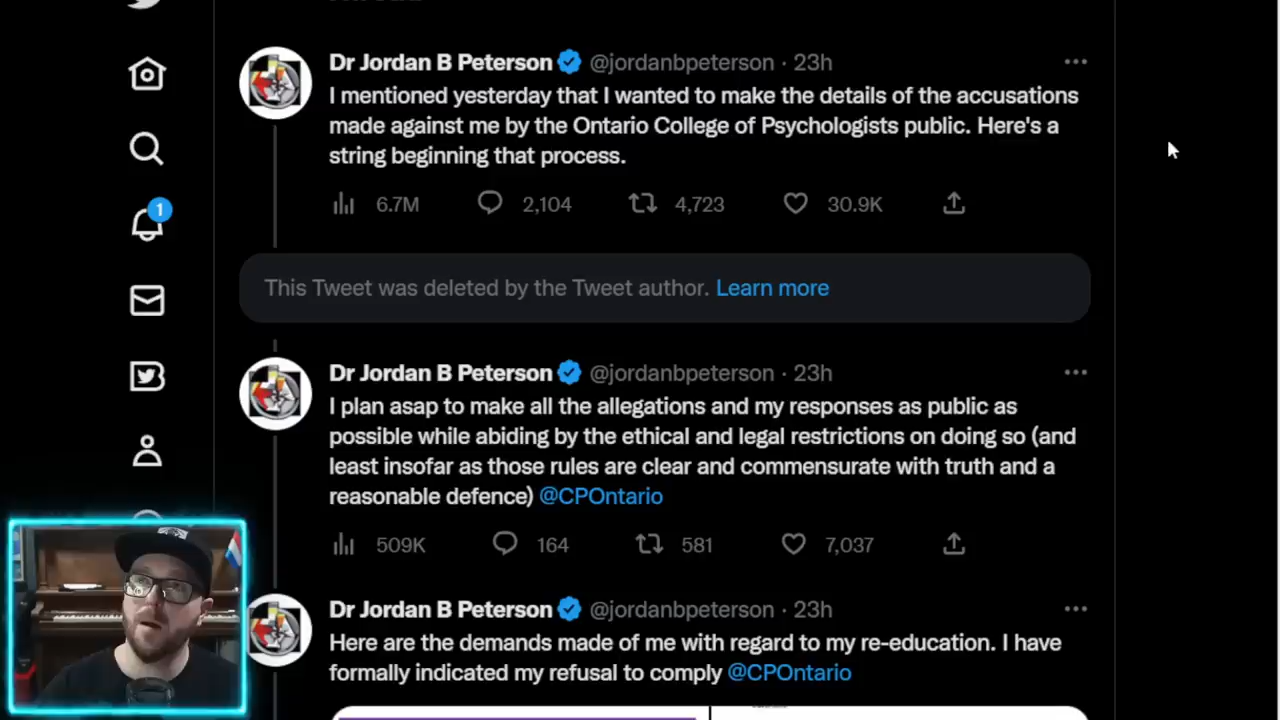 Dr Jordan B Peterson @jordanbpeterson · 23h
I mentioned yesterday that I wanted to make the details of the accusations
made against me by the Ontario College of Psychologists public. Here's a
string beginning that process.
6.7M 2,104 4,723 30.9K
1
This Tweet was deleted by the Tweet author. Learn more
Dr Jordan B Peterson @jordanbpeterson · 23h
I plan asap to make all the allegations and my responses as public as
possible while abiding by the ethical and legal restrictions on doing so (and
least insofar as those rules are clear and commensurate with truth and a
reasonable defence) @CPOntario
509K 164 581 7,037
Dr Jordan B Peterson @jordanbpeterson · 23h
Here are the demands made of me with regard to my re-education. I have
formally indicated my refusal to comply @CPOntario